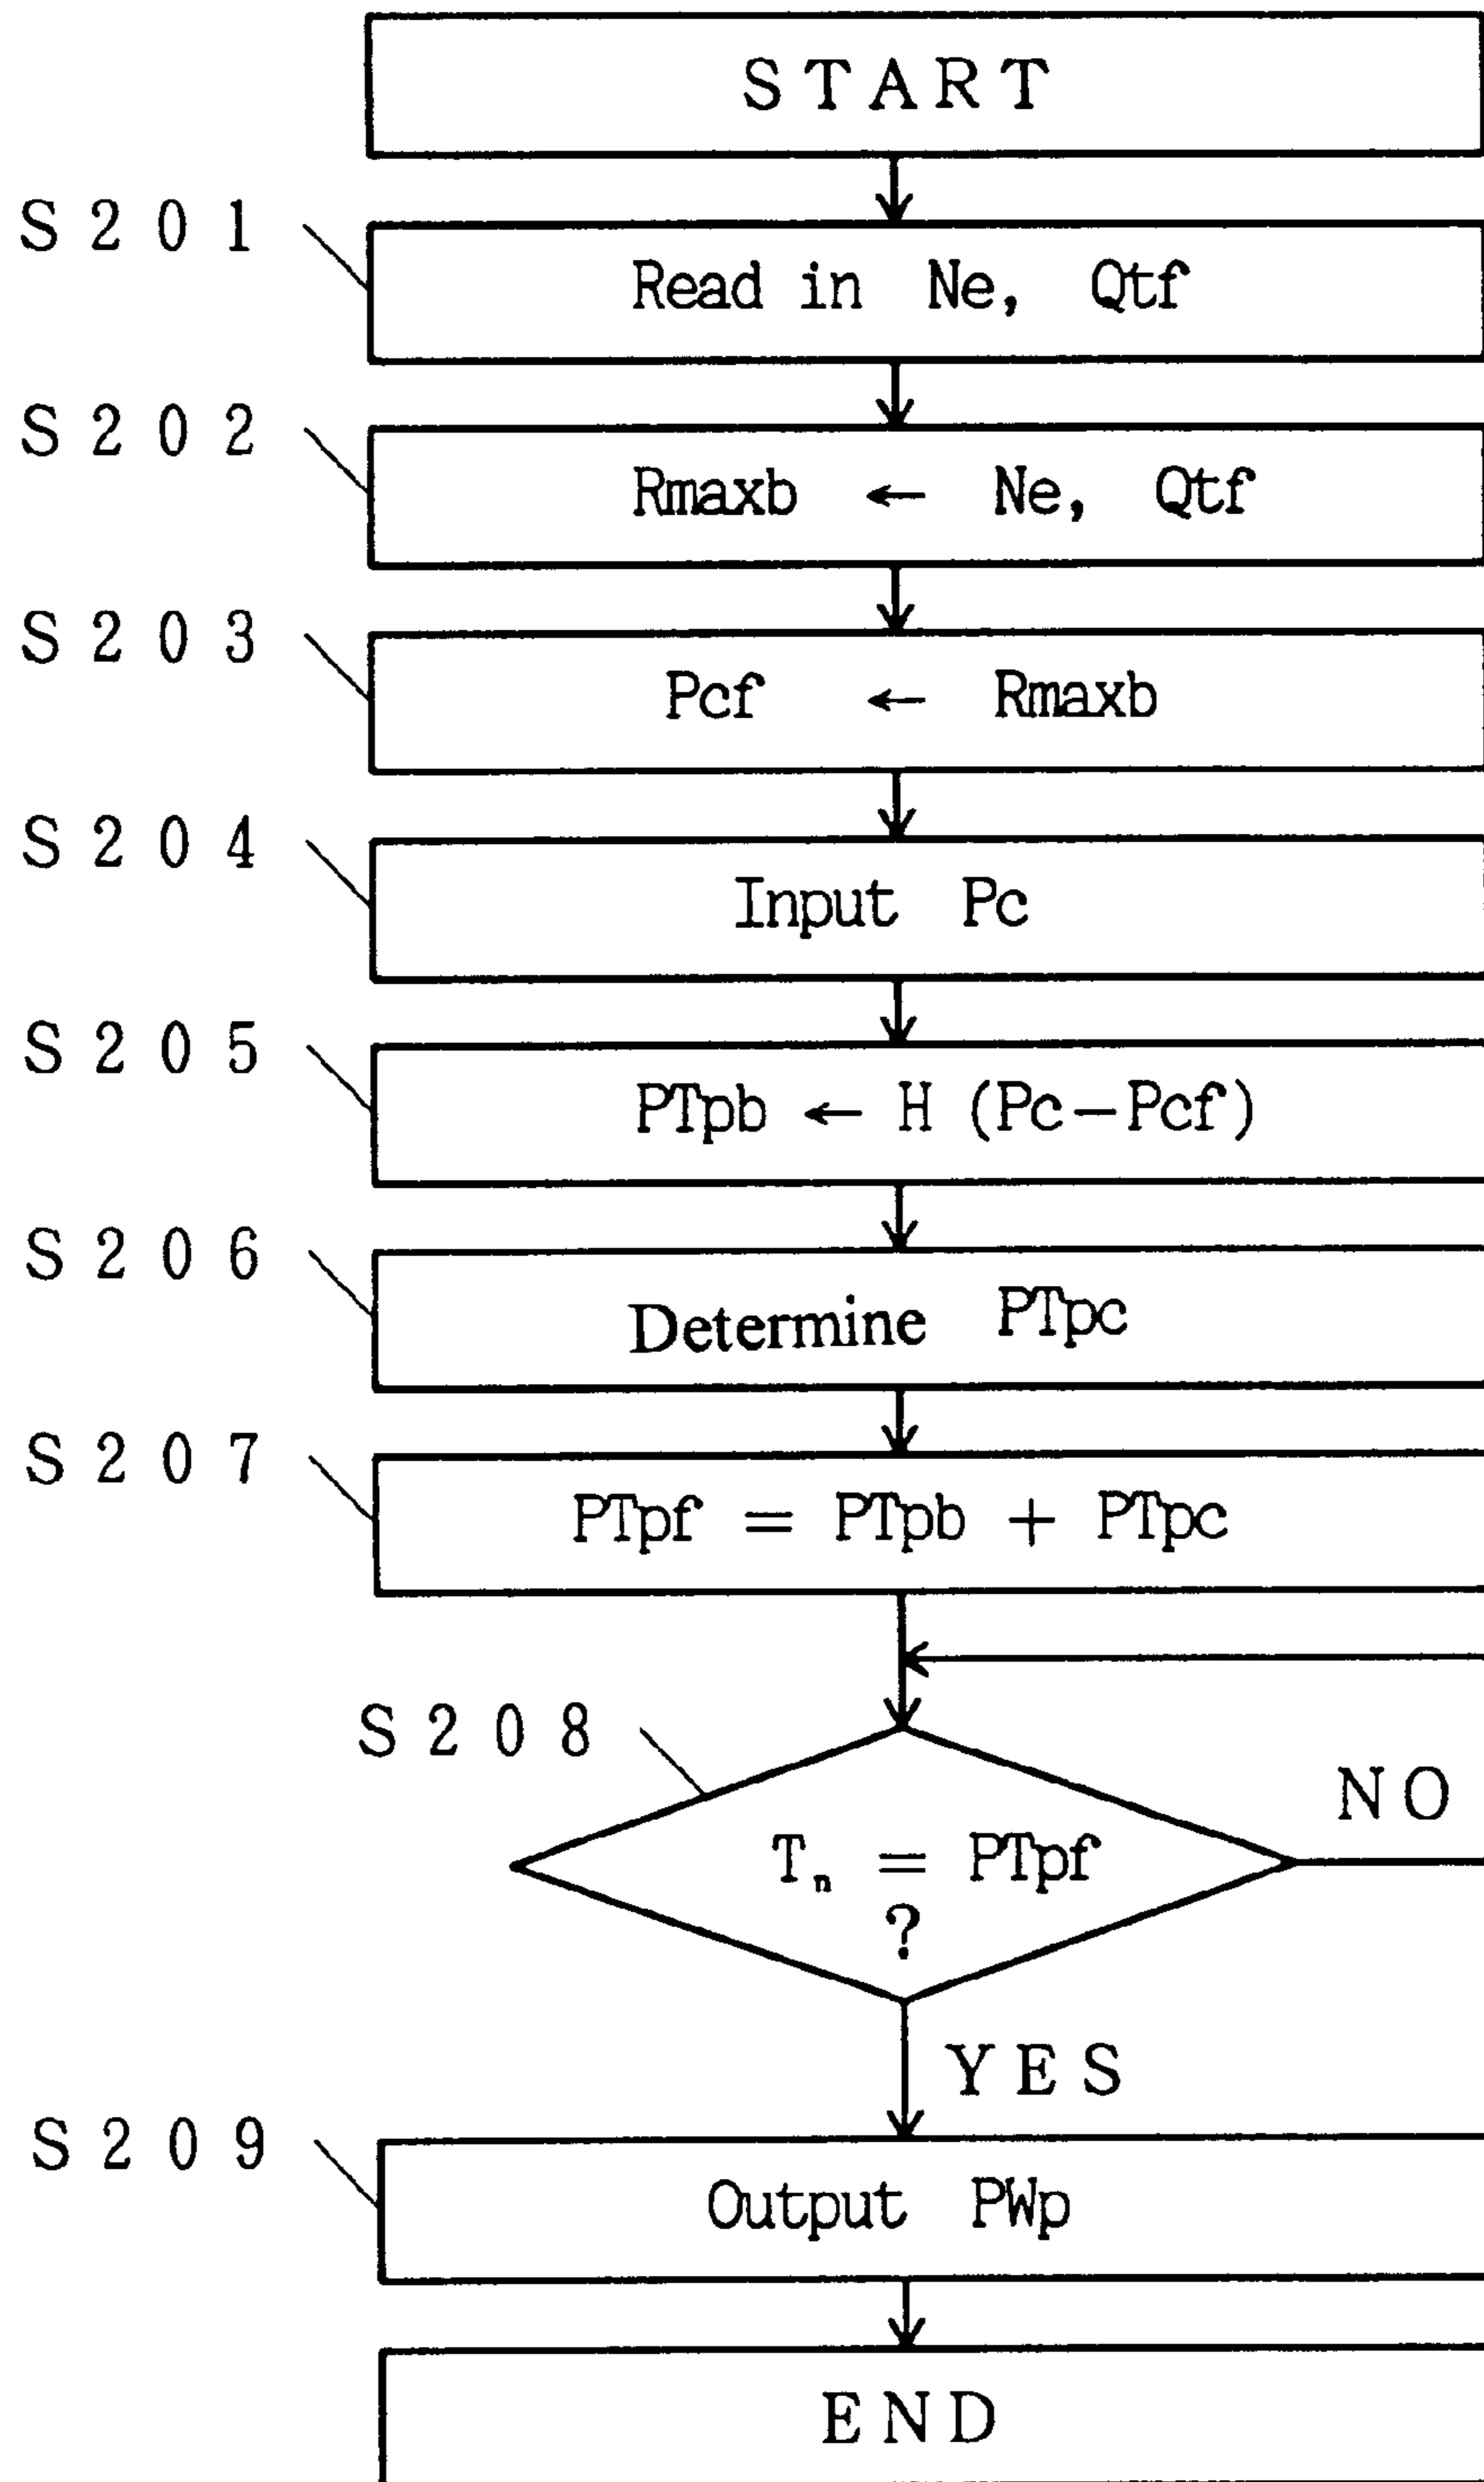 START
S201
Read in Ne, Qtf
S202
Rmaxb ← Ne, Qtf
S203
Pcf ← Rmaxb
S204
Input Pc
S205
PTpb ← H (Pc−Pcf)
S206
Determine PTpc
S207
PTpf = PTpb + PTpc
S208
NO
Tₙ = PTpf
?
YES
S209
Output PWp
END